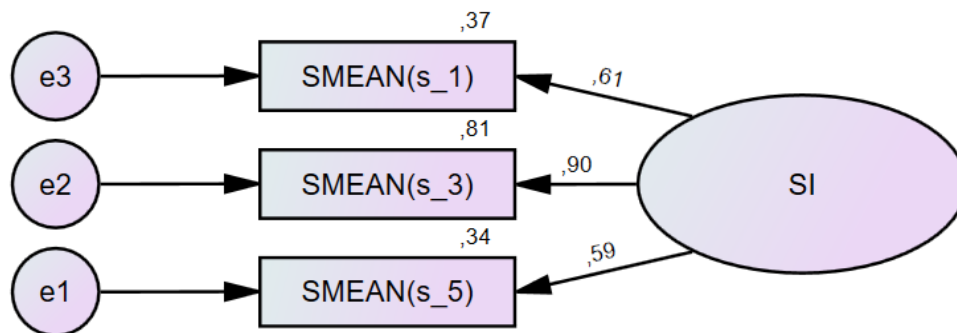 ,37
e3
SMEAN(s_1)
,61
,81
e2
SMEAN(s_3)
,90
SI
,34
e1
SMEAN(s_5)
,59